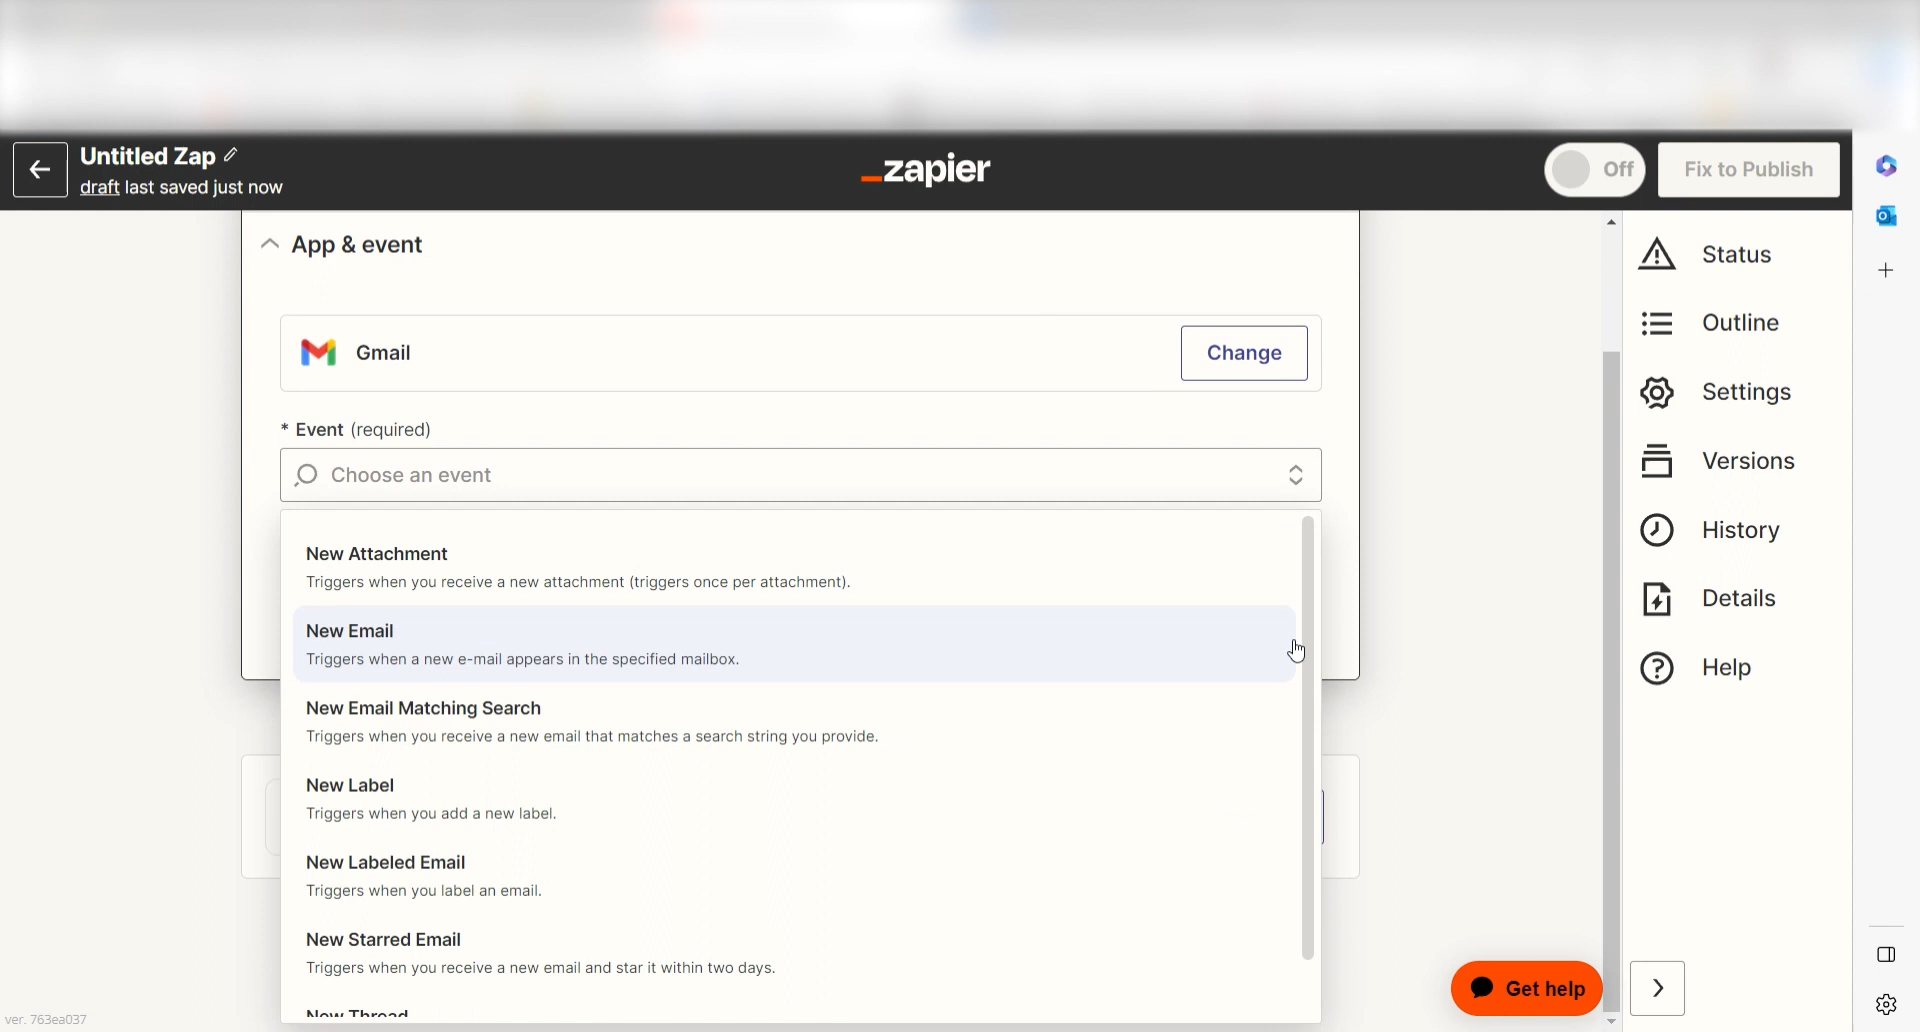 Untitled Zap
draft last saved just now
zapier
Off
Fix to Publish
App & event
Gmail
Change
* Event (required)
Choose an event
New Attachment
Triggers when you receive a new attachment (triggers once per attachment).
New Email
Triggers when a new e-mail appears in the specified mailbox.
New Email Matching Search
Triggers when you receive a new email that matches a search string you provide.
New Label
Triggers when you add a new label.
New Labeled Email
Triggers when you label an email.
New Starred Email
Triggers when you receive a new email and star it within two days.
New Thread
Status
Outline
Settings
Versions
History
Details
Help
Get help
ver. 763ea037